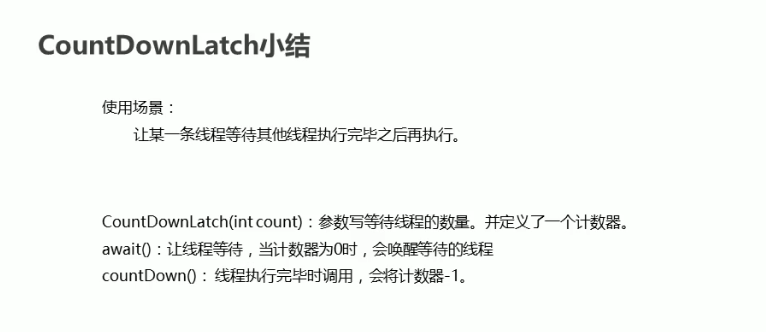 CountDownLatch小结
使用场景：
让某一条线程等待其他线程执行完毕之后再执行。
CountDownLatch(int count)：参数写等待线程的数量。并定义了一个计数器。
await()：让线程等待，当计数器为0时，会唤醒等待的线程
countDown()：线程执行完毕时调用，会将计数器-1。